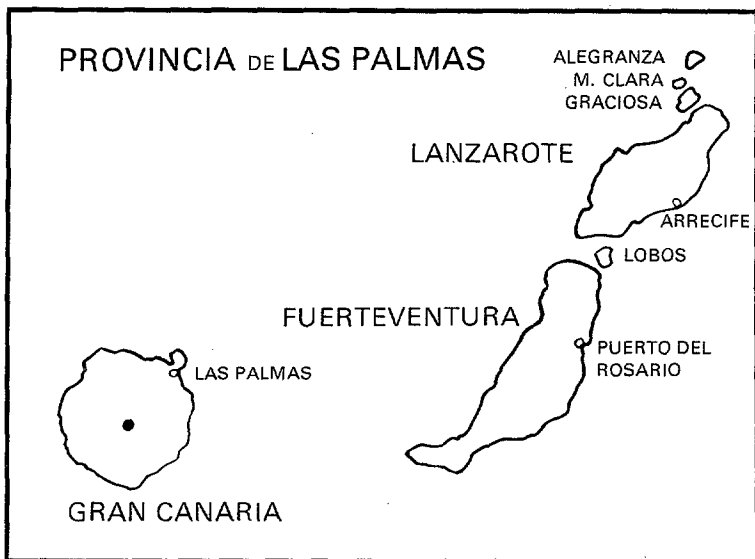 PROVINCIA DE LAS PALMAS
ALEGRANZA
M. CLARA
GRACIOSA
LANZAROTE
ARRECIFE
LOBOS
FUERTEVENTURA
PUERTO DEL
ROSARIO
LAS PALMAS
GRAN CANARIA